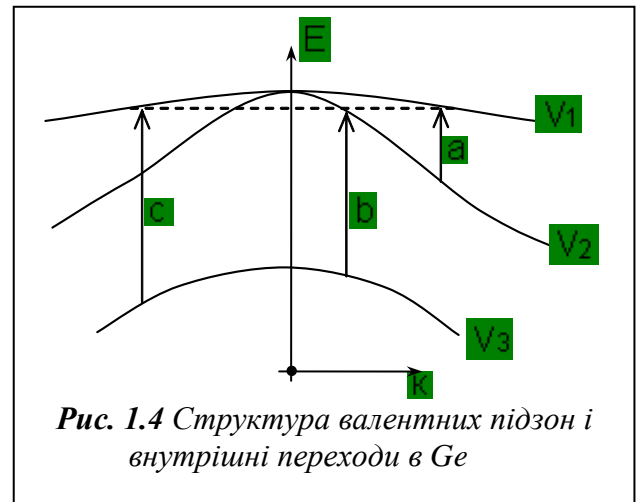 E
V1
a
c
b
V2
V3
K
Рис. 1.4 Структура валентних підзон і
внутрішні переходи в Ge